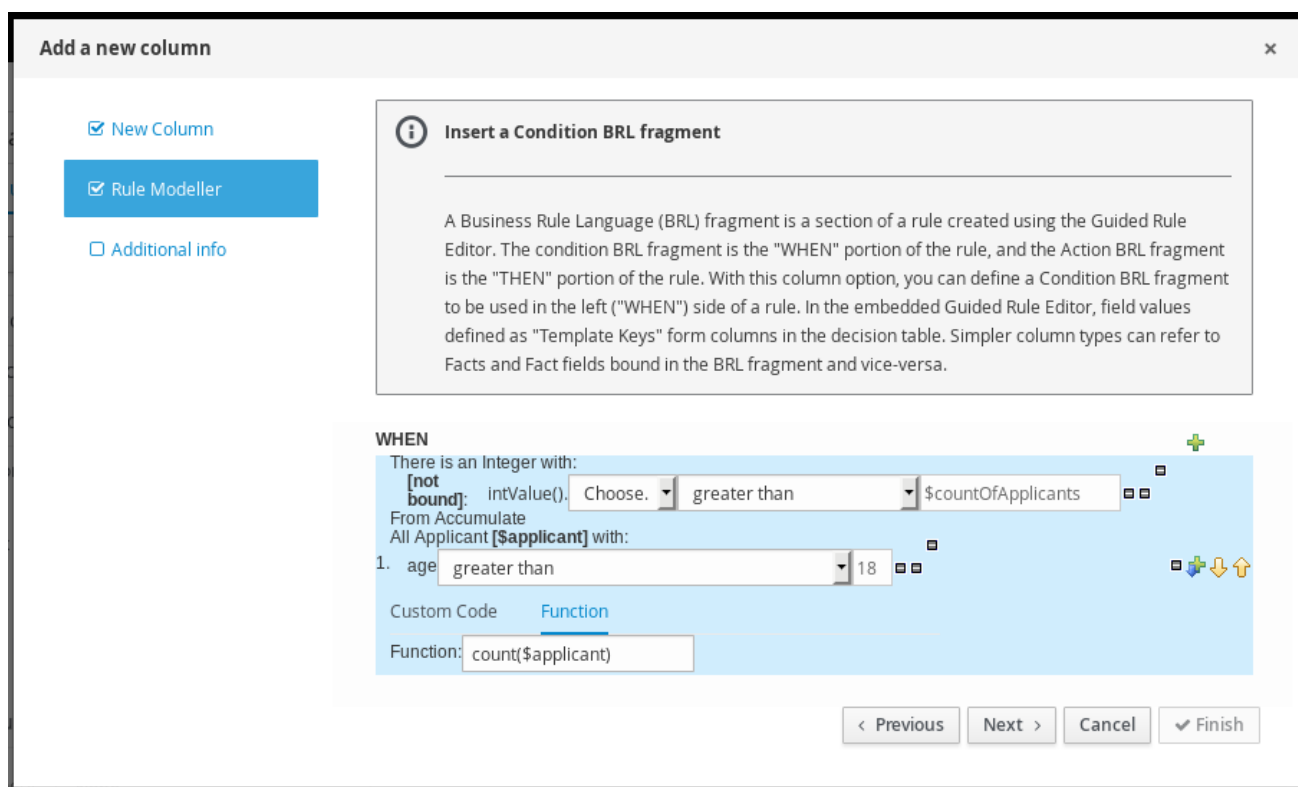 Add a new column ×
New Column
Rule Modeller
Additional info
Insert a Condition BRL fragment
A Business Rule Language (BRL) fragment is a section of a rule created using the Guided Rule
Editor. The condition BRL fragment is the "WHEN" portion of the rule, and the Action BRL fragment
is the "THEN" portion of the rule. With this column option, you can define a Condition BRL fragment
to be used in the left ("WHEN") side of a rule. In the embedded Guided Rule Editor, field values
defined as "Template Keys" form columns in the decision table. Simpler column types can refer to
Facts and Fact fields bound in the BRL fragment and vice-versa.
WHEN
There is an Integer with:
[not
bound]: intValue(). Choose. greater than $countOfApplicants
From Accumulate
All Applicant [$applicant] with:
1. age greater than 18
Custom Code Function
Function: count($applicant)
< Previous Next > Cancel Finish